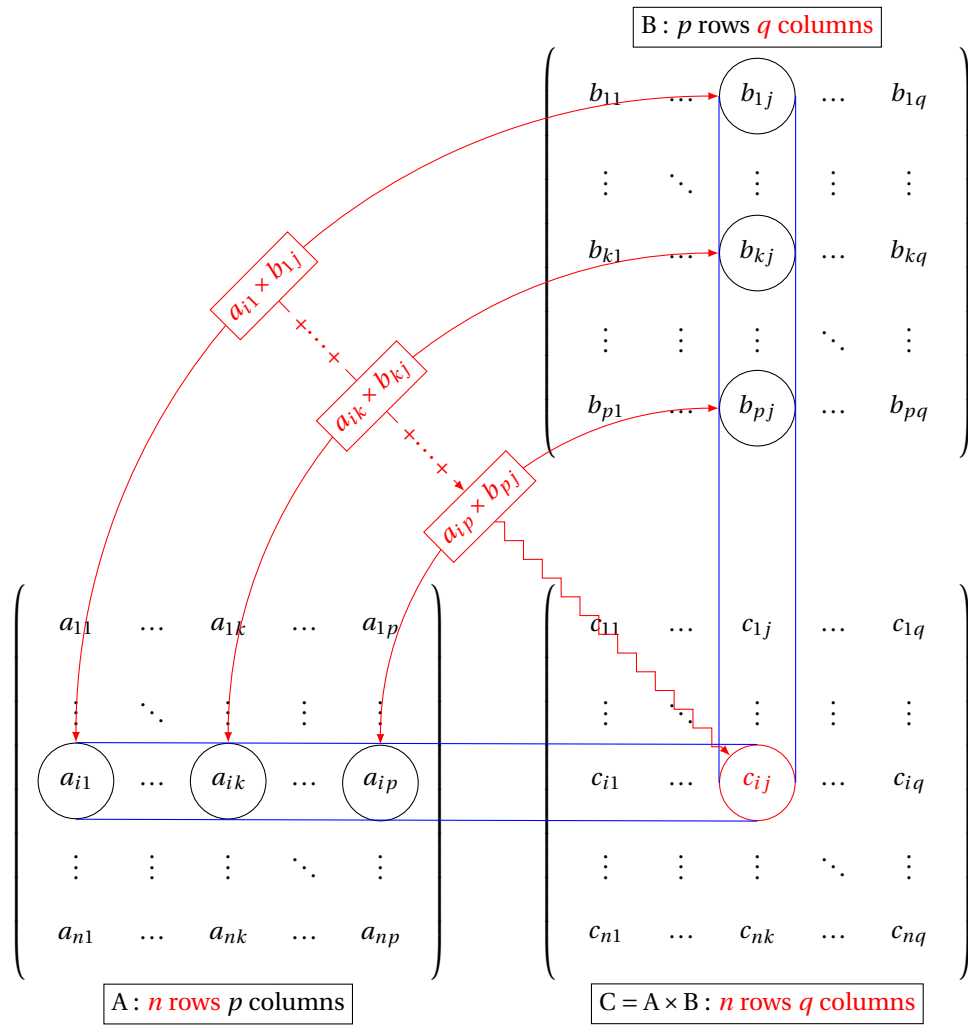 B : p rows q columns
b₁₁ … b₁ⱼ … b₁q
⋮ ⋱ ⋮ ⋮ ⋮
bₖ₁ … bₖⱼ … bₖq
⋮ ⋮ ⋮ ⋱ ⋮
bₚ₁ … bₚⱼ … bₚq
aᵢ₁ × b₁ⱼ
+ … +
aᵢₖ × bₖⱼ
+ … +
aᵢₚ × bₚⱼ
a₁₁ … a₁ₖ … a₁ₚ
⋮ ⋱ ⋮ ⋮ ⋮
aᵢ₁ … aᵢₖ … aᵢₚ
⋮ ⋮ ⋮ ⋱ ⋮
aₙ₁ … aₙₖ … aₙₚ
A : n rows p columns
c₁₁ … c₁ⱼ … c₁q
⋮ ⋱ ⋮ ⋮ ⋮
cᵢ₁ … cᵢⱼ … cᵢq
⋮ ⋮ ⋮ ⋱ ⋮
cₙ₁ … cₙₖ … cₙq
C = A × B : n rows q columns